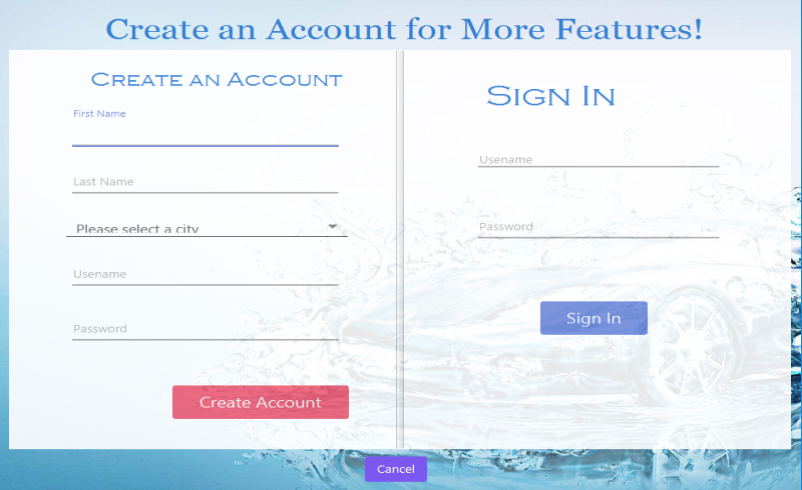 Create an Account for More Features!
CREATE AN ACCOUNT
First Name
Last Name
Please select a city
Usename
Password
Create Account
SIGN IN
Usename
Password
Sign In
Cancel